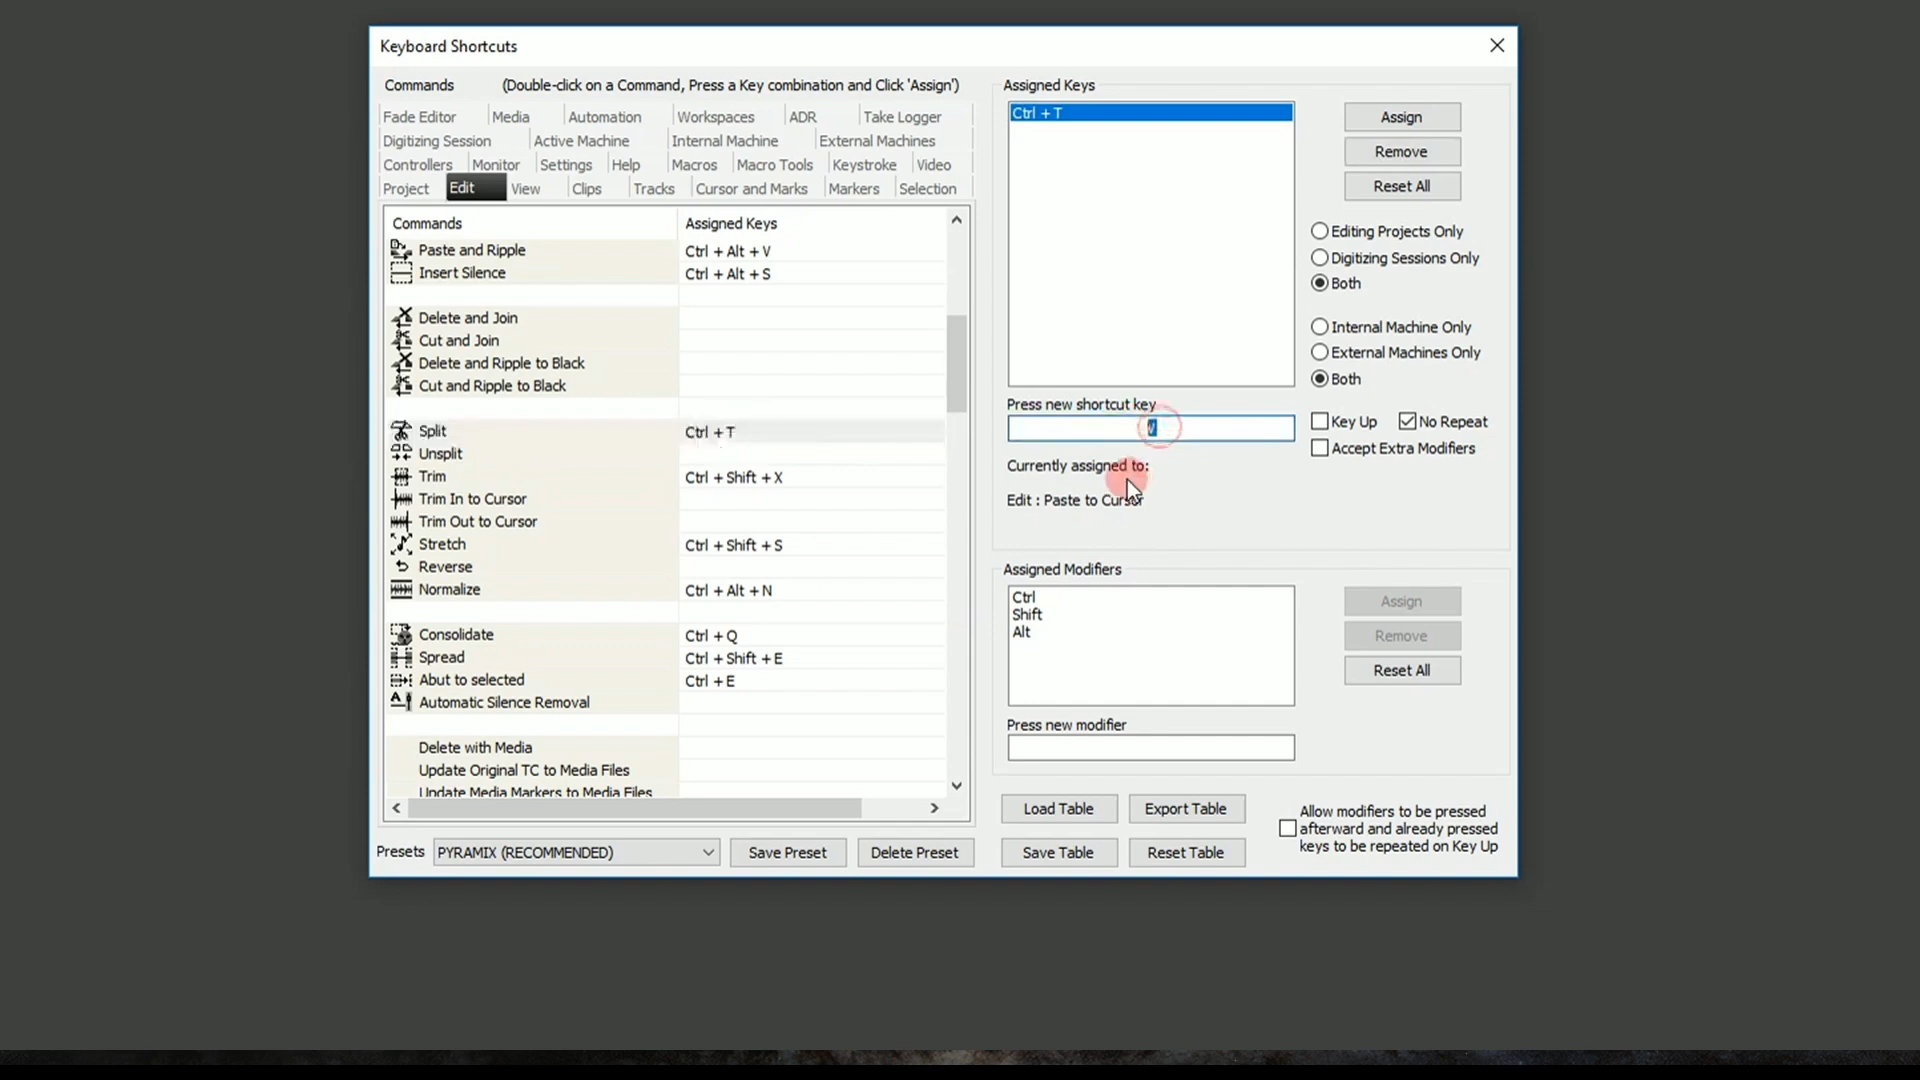 Keyboard Shortcuts
Commands (Double-click on a Command, Press a Key combination and Click 'Assign')
Fade Editor Media Automation Workspaces ADR Take Logger
Digitizing Session Active Machine Internal Machine External Machines
Controllers Monitor Settings Help Macros Macro Tools Keystroke Video
Project Edit View Clips Tracks Cursor and Marks Markers Selection
Commands Assigned Keys
Paste and Ripple Ctrl + Alt + V
Insert Silence Ctrl + Alt + S
Delete and Join
Cut and Join
Delete and Ripple to Black
Cut and Ripple to Black
Split Ctrl + T
Unsplit
Trim Ctrl + Shift + X
Trim In to Cursor
Trim Out to Cursor
Stretch Ctrl + Shift + S
Reverse
Normalize Ctrl + Alt + N
Consolidate Ctrl + Q
Spread Ctrl + Shift + E
Abut to selected Ctrl + E
Automatic Silence Removal
Delete with Media
Update Original TC to Media Files
Update Media Markers to Media Files
Presets PYRAMIX (RECOMMENDED) Save Preset Delete Preset
Assigned Keys
Ctrl + T
Assign
Remove
Reset All
Editing Projects Only
Digitizing Sessions Only
Both
Internal Machine Only
External Machines Only
Both
Press new shortcut key
Key Up No Repeat
Accept Extra Modifiers
Currently assigned to:
Edit : Paste to Cursor
Assigned Modifiers
Ctrl
Shift
Alt
Assign
Remove
Reset All
Press new modifier
Load Table Export Table
Save Table Reset Table
Allow modifiers to be pressed
afterward and already pressed
keys to be repeated on Key Up